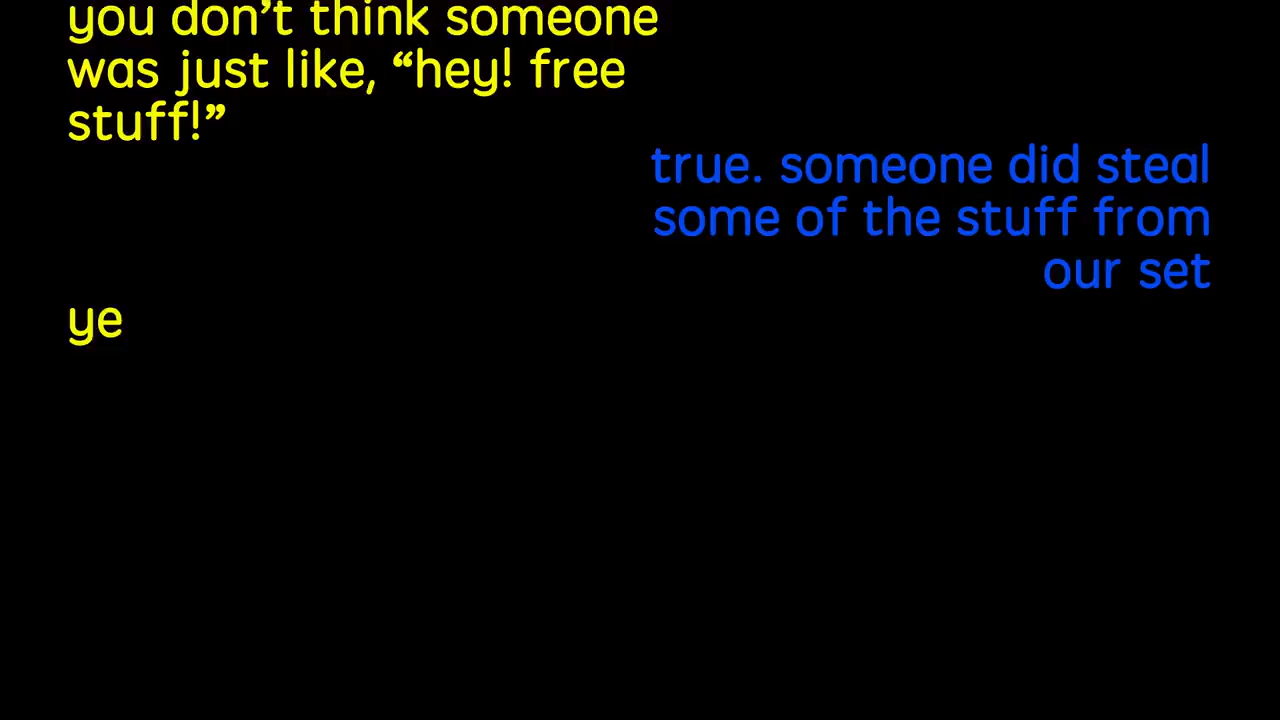 you don’t think someone
was just like, “hey! free
stuff!”
true. someone did steal
some of the stuff from
our set
ye